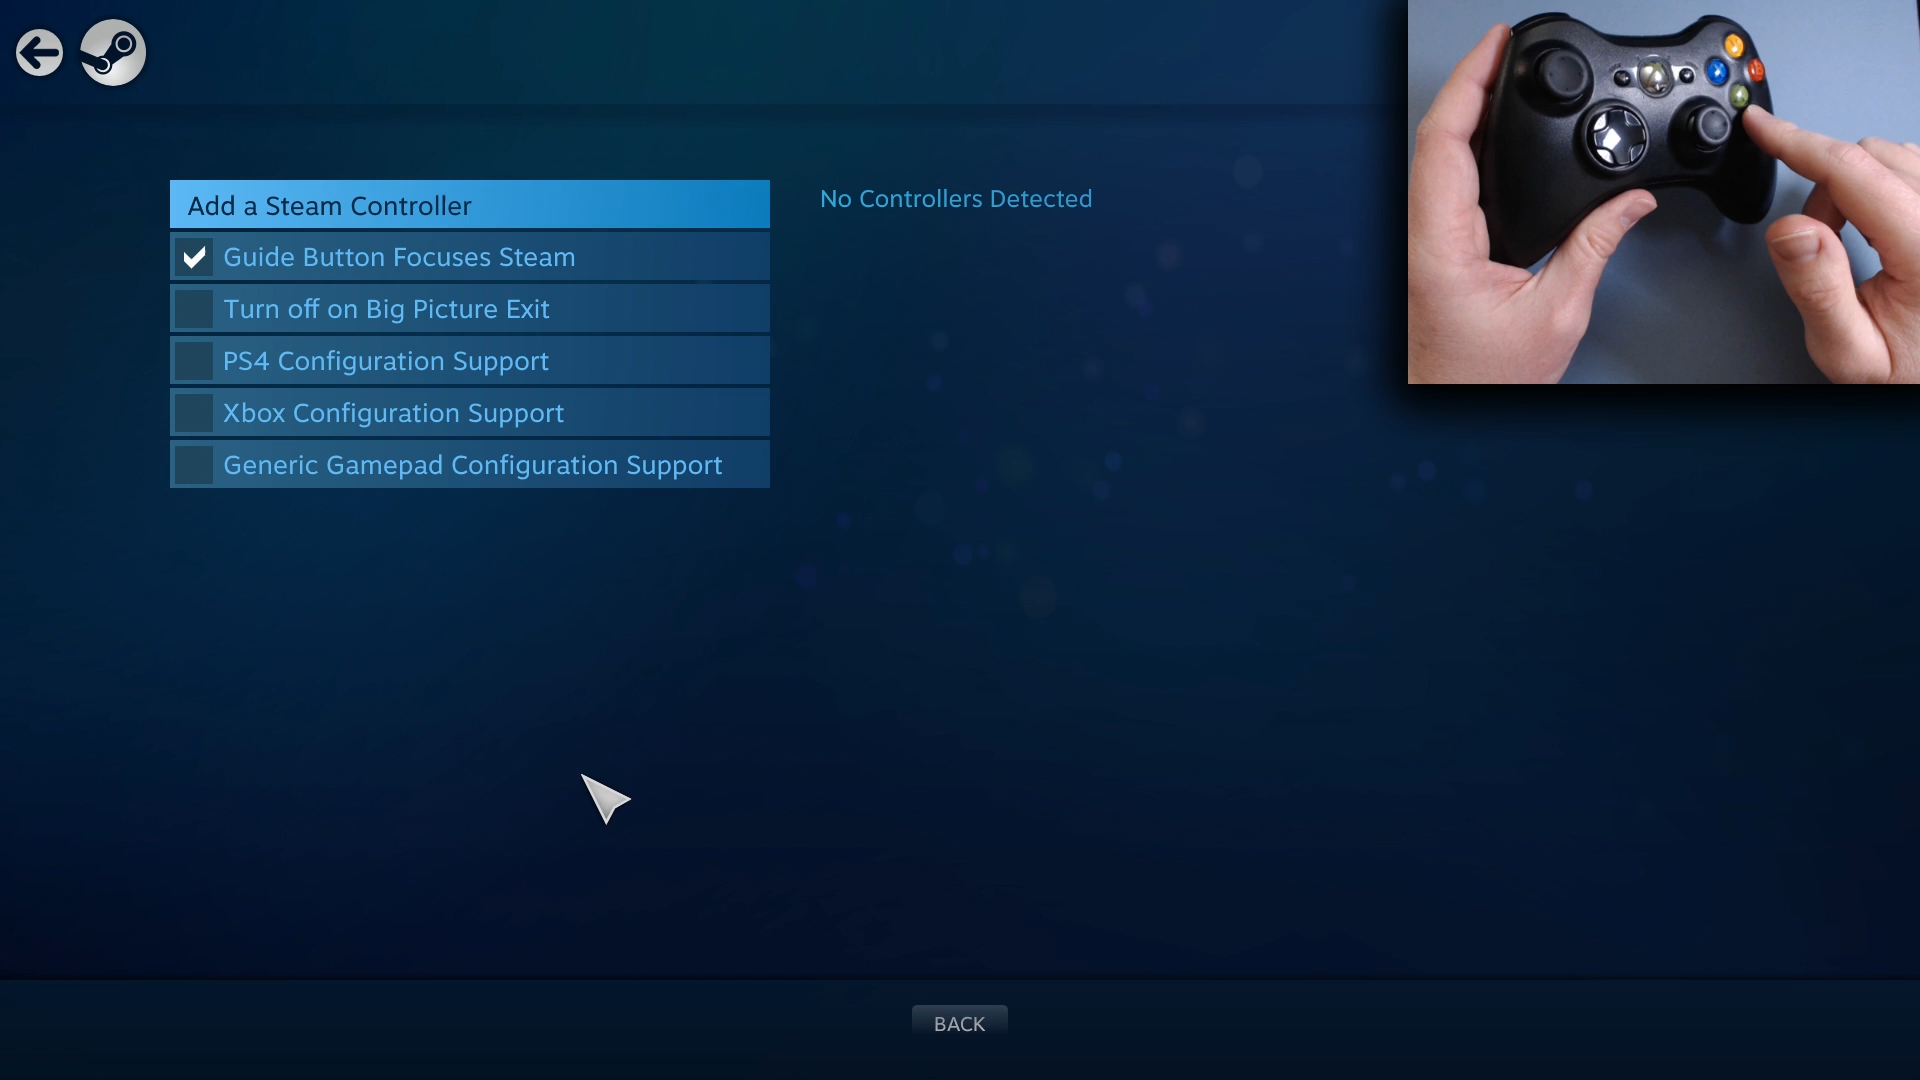 Add a Steam Controller
No Controllers Detected
Guide Button Focuses Steam
Turn off on Big Picture Exit
PS4 Configuration Support
Xbox Configuration Support
Generic Gamepad Configuration Support
BACK